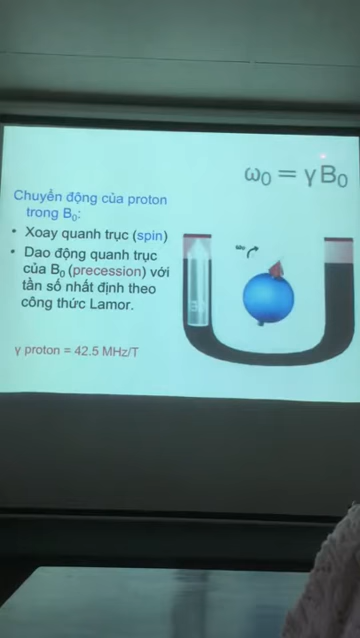 ω₀ = γB₀
Chuyển động của proton
trong B₀:
• Xoay quanh trục (spin)
• Dao động quanh trục
của B₀ (precession) với
tần số nhất định theo
công thức Lamor.
γ proton = 42.5 MHz/T